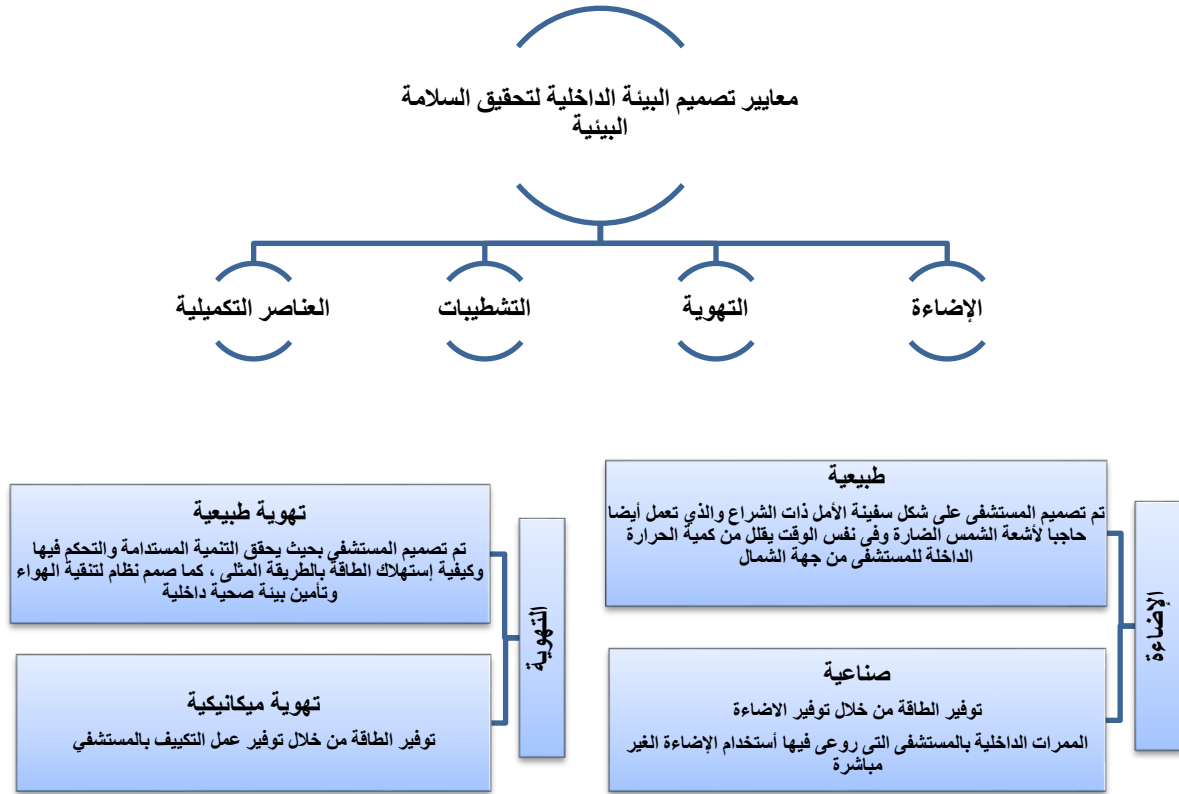 معايير تصميم البيئة الداخلية لتحقيق السلامة
البيئية
الإضاءة
التهوية
التشطيبات
العناصر التكميلية
الإضاءة
طبيعية
تم تصميم المستشفى على شكل سفينة الأمل ذات الشراع والذي تعمل أيضا
حاجبا لأشعة الشمس الضارة وفى نفس الوقت يقلل من كمية الحرارة
الداخلة للمستشفى من جهة الشمال
صناعية
توفير الطاقة من خلال توفير الاضاءة
الممرات الداخلية بالمستشفى التى روعى فيها أستخدام الإضاءة الغير
مباشرة
التهوية
تهوية طبيعية
تم تصميم المستشفي بحيث يحقق التنمية المستدامة والتحكم فيها
وكيفية إستهلاك الطاقة بالطريقة المثلى ، كما صمم نظام لتنقية الهواء
وتأمين بيئة صحية داخلية
تهوية ميكانيكية
توفير الطاقة من خلال توفير عمل التكييف بالمستشفي